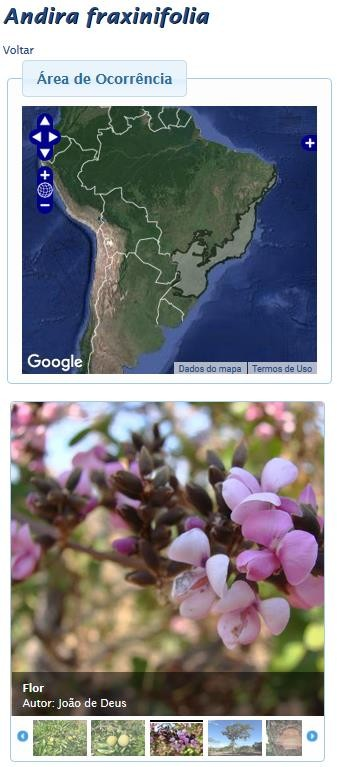 Andira fraxinifolia
Voltar
Área de Ocorrência
Google
Dados do mapa
Termos de Uso
Flor
Autor: João de Deus